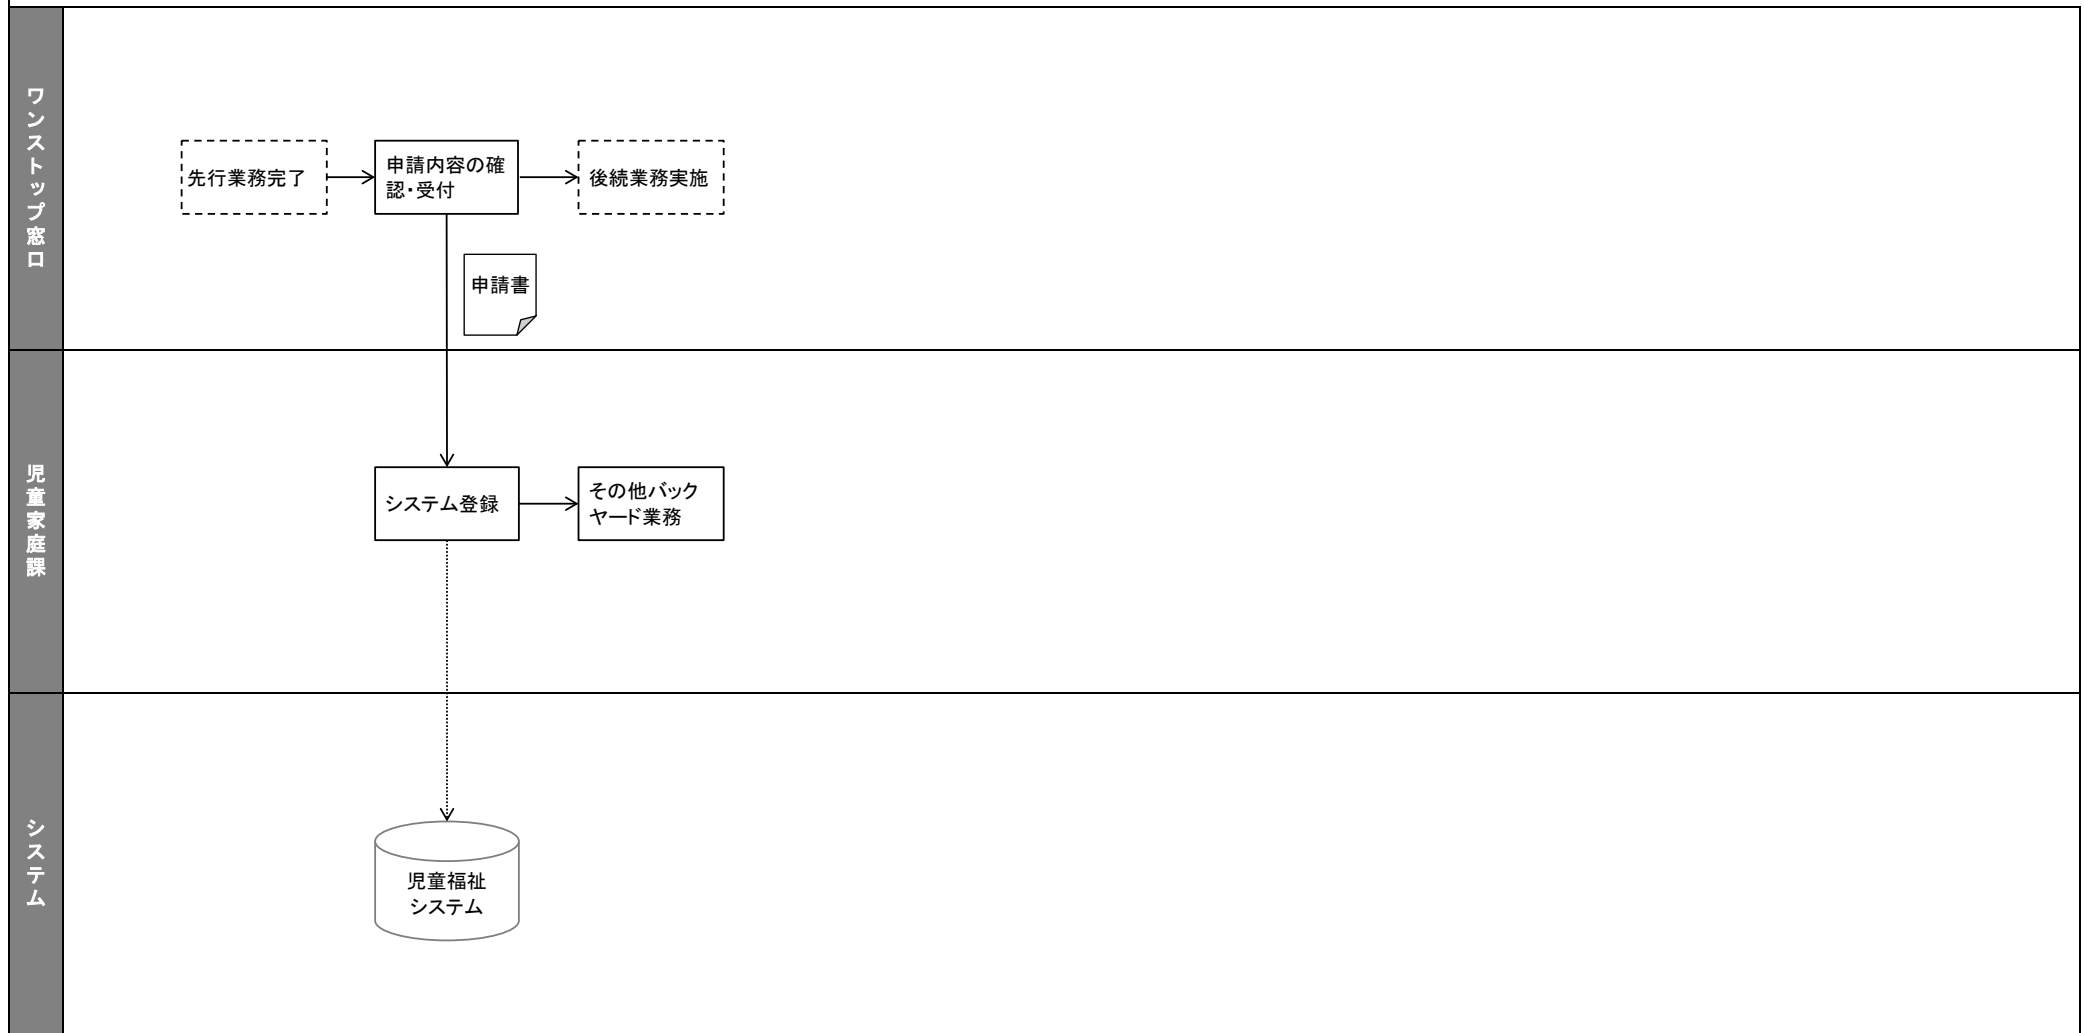 ワンストップ窓口
先行業務完了
申請内容の確
認・受付
後続業務実施
申請書
児童家庭課
システム登録
その他バック
ヤード業務
システム
児童福祉
システム